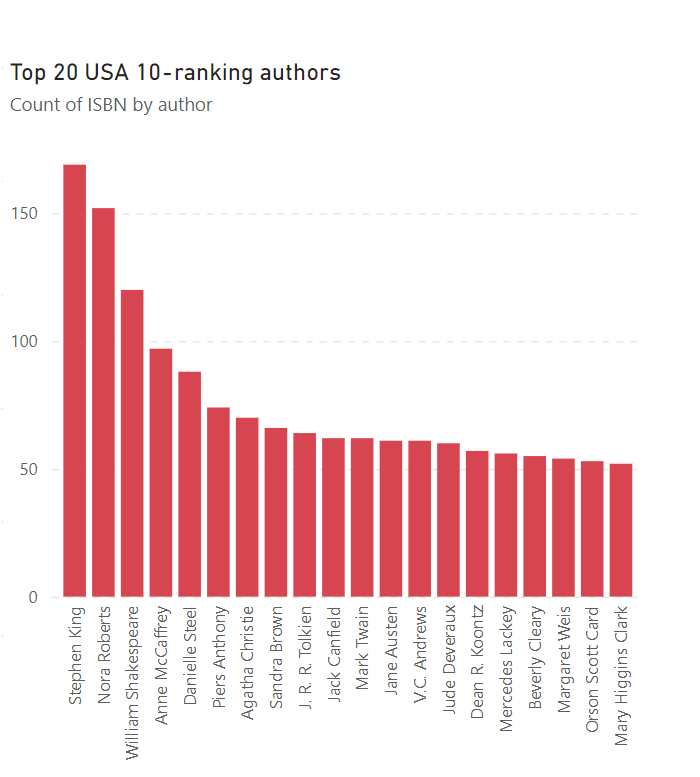 Top 20 USA 10-ranking authors
Count of ISBN by author
150
100
50
0
Stephen King
Nora Roberts
William Shakespeare
Anne McCaffrey
Danielle Steel
Piers Anthony
Agatha Christie
Sandra Brown
J. R. R. Tolkien
Jack Canfield
Mark Twain
Jane Austen
V.C. Andrews
Jude Deveraux
Dean R. Koontz
Mercedes Lackey
Beverly Cleary
Margaret Weis
Orson Scott Card
Mary Higgins Clark